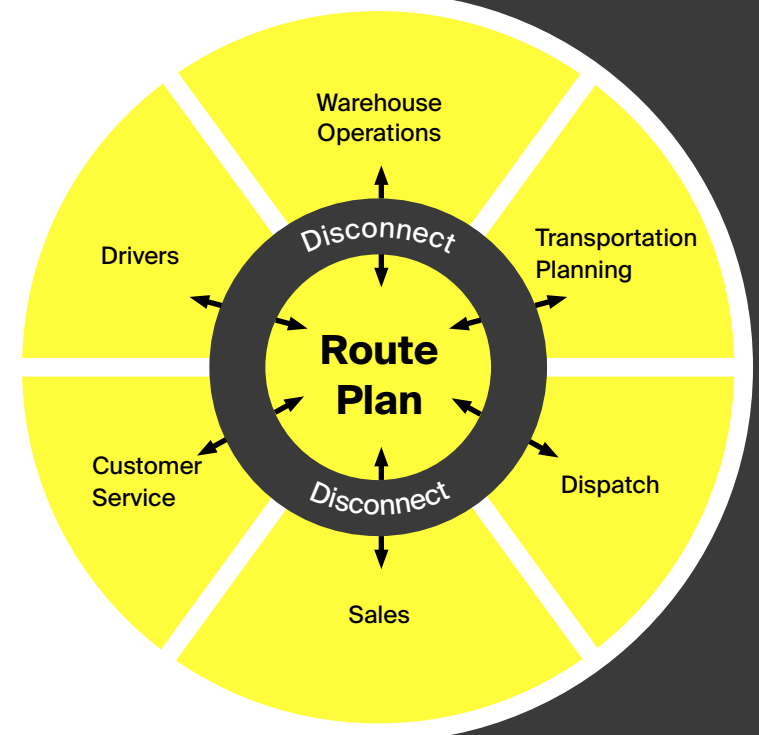 Warehouse
Operations
Disconnect
Transportation
Planning
Drivers
Route
Plan
Customer
Service
Dispatch
Disconnect
Sales